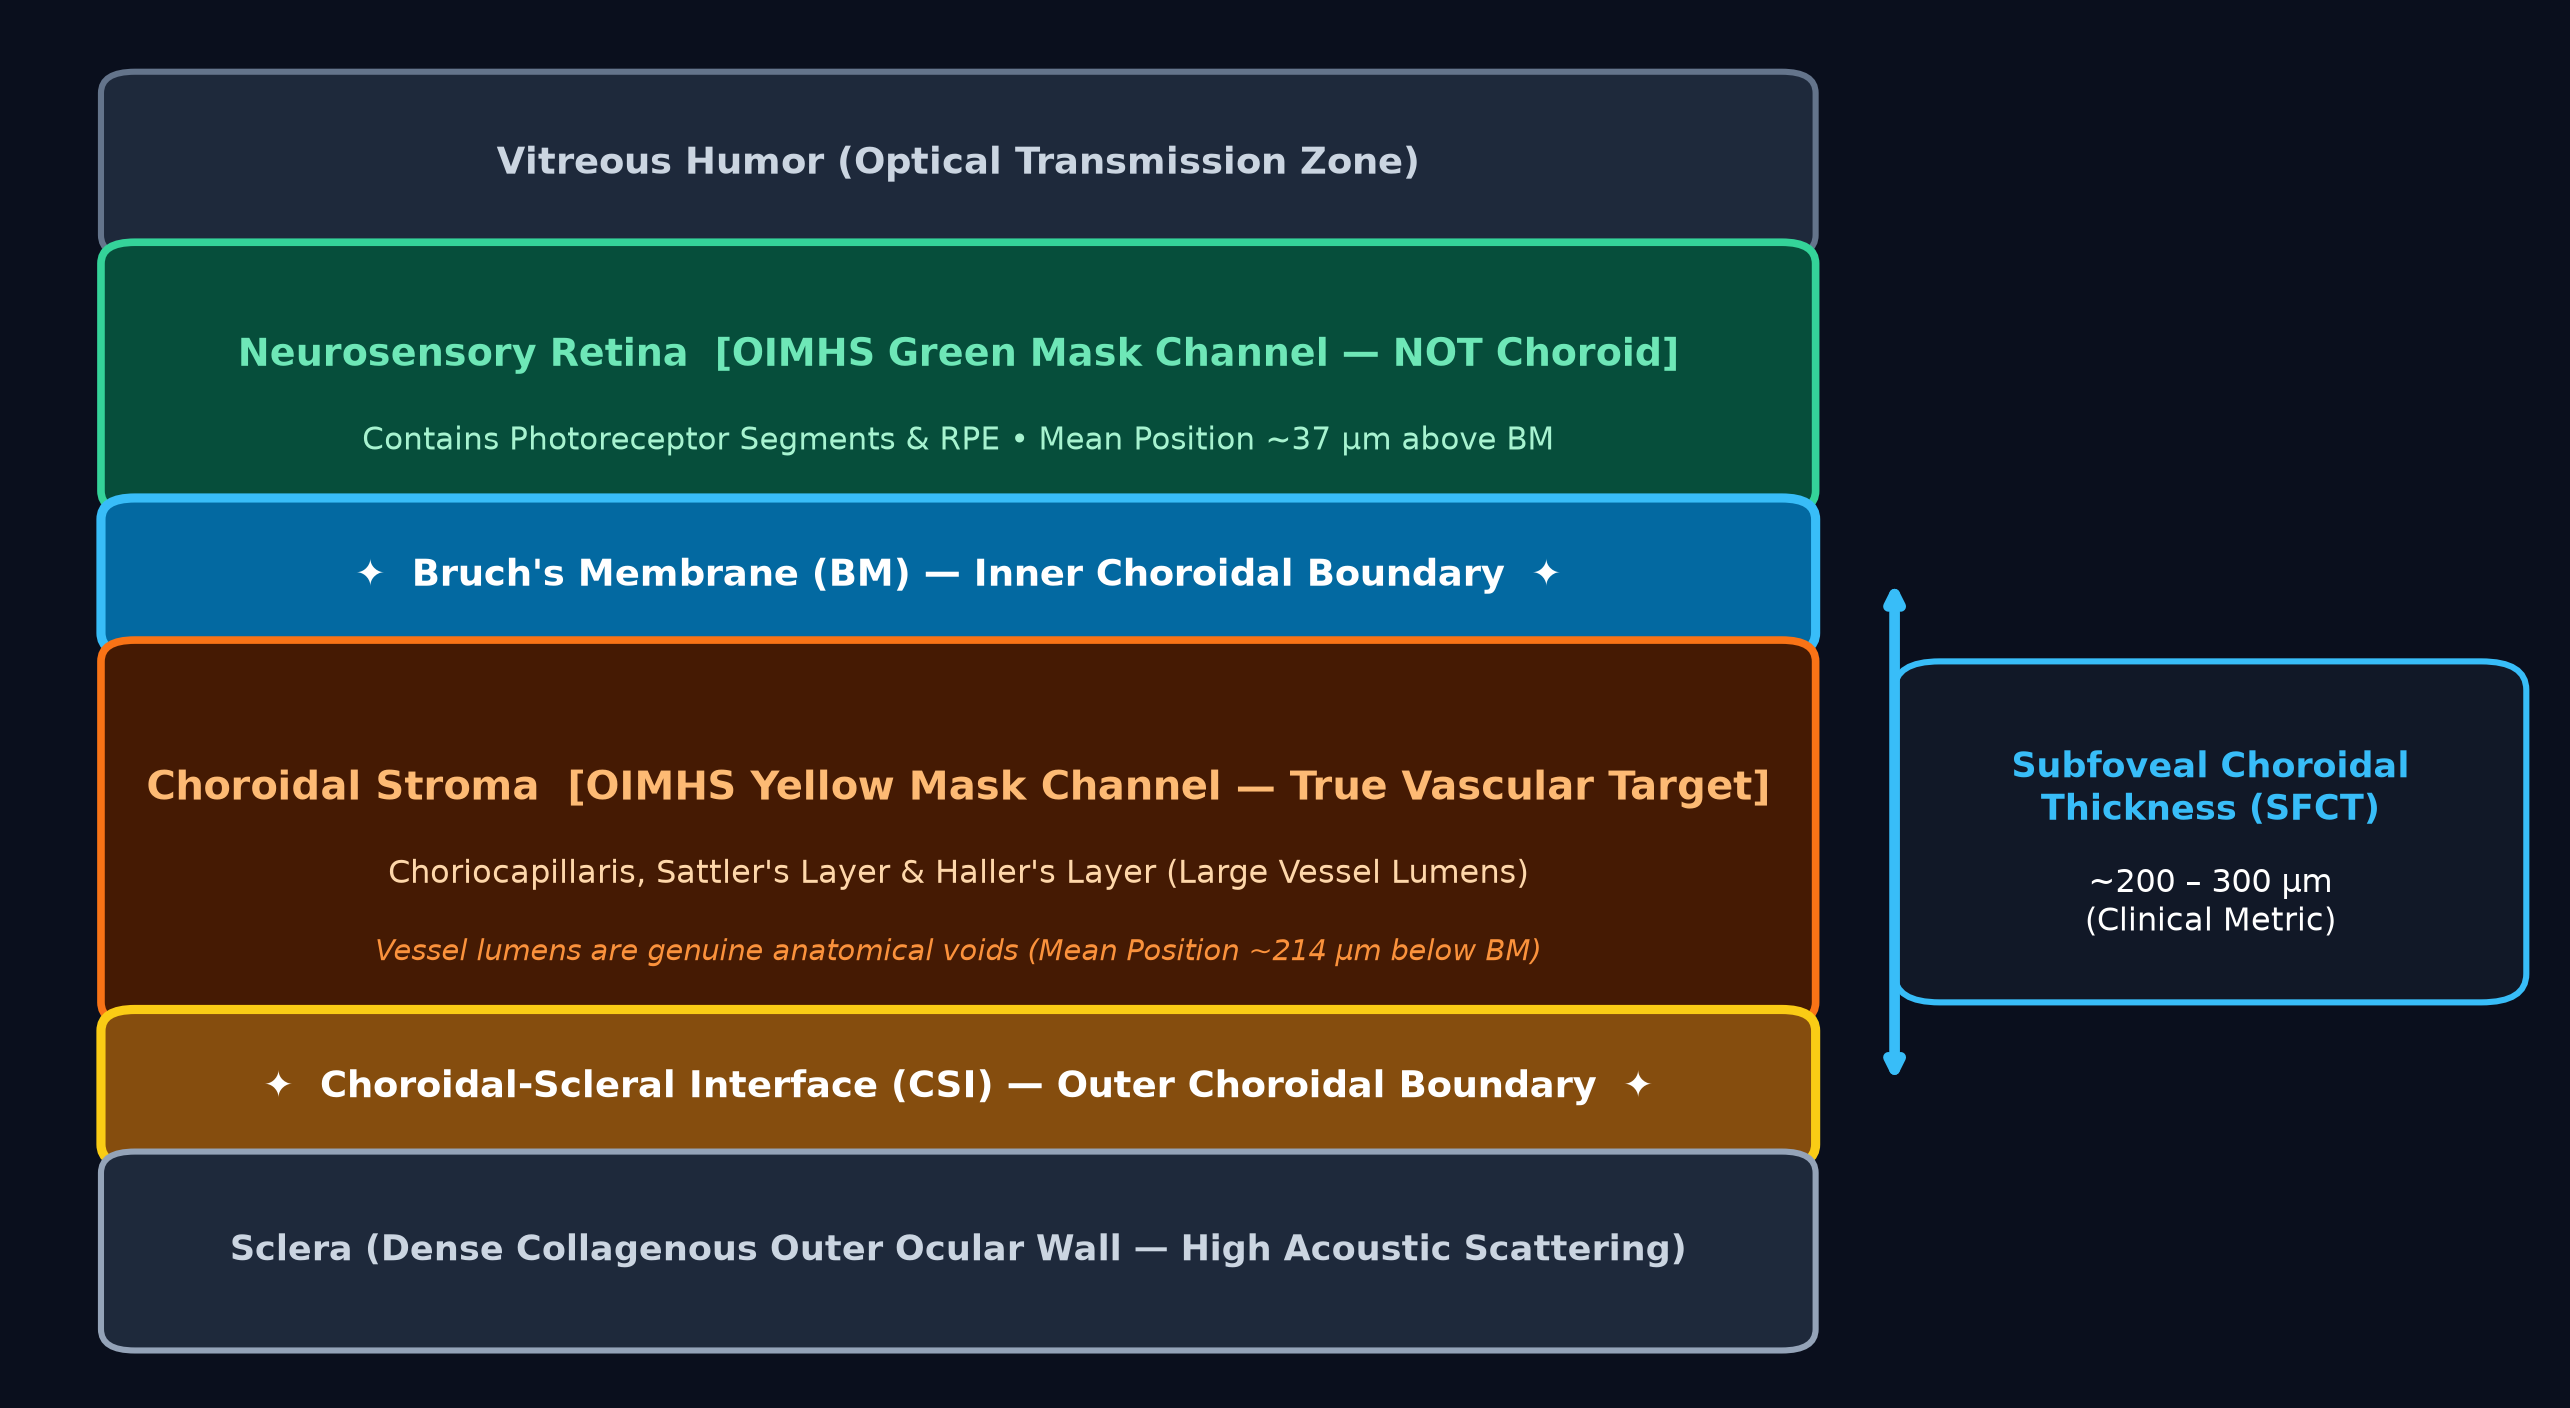 Vitreous Humor (Optical Transmission Zone)
Neurosensory Retina [OIMHS Green Mask Channel — NOT Choroid]
Contains Photoreceptor Segments & RPE • Mean Position ~37 µm above BM
✦ Bruch's Membrane (BM) — Inner Choroidal Boundary ✦
Choroidal Stroma [OIMHS Yellow Mask Channel — True Vascular Target]
Choriocapillaris, Sattler's Layer & Haller's Layer (Large Vessel Lumens)
Vessel lumens are genuine anatomical voids (Mean Position ~214 µm below BM)
✦ Choroidal-Scleral Interface (CSI) — Outer Choroidal Boundary ✦
Sclera (Dense Collagenous Outer Ocular Wall — High Acoustic Scattering)
Subfoveal Choroidal
Thickness (SFCT)
~200 – 300 µm
(Clinical Metric)